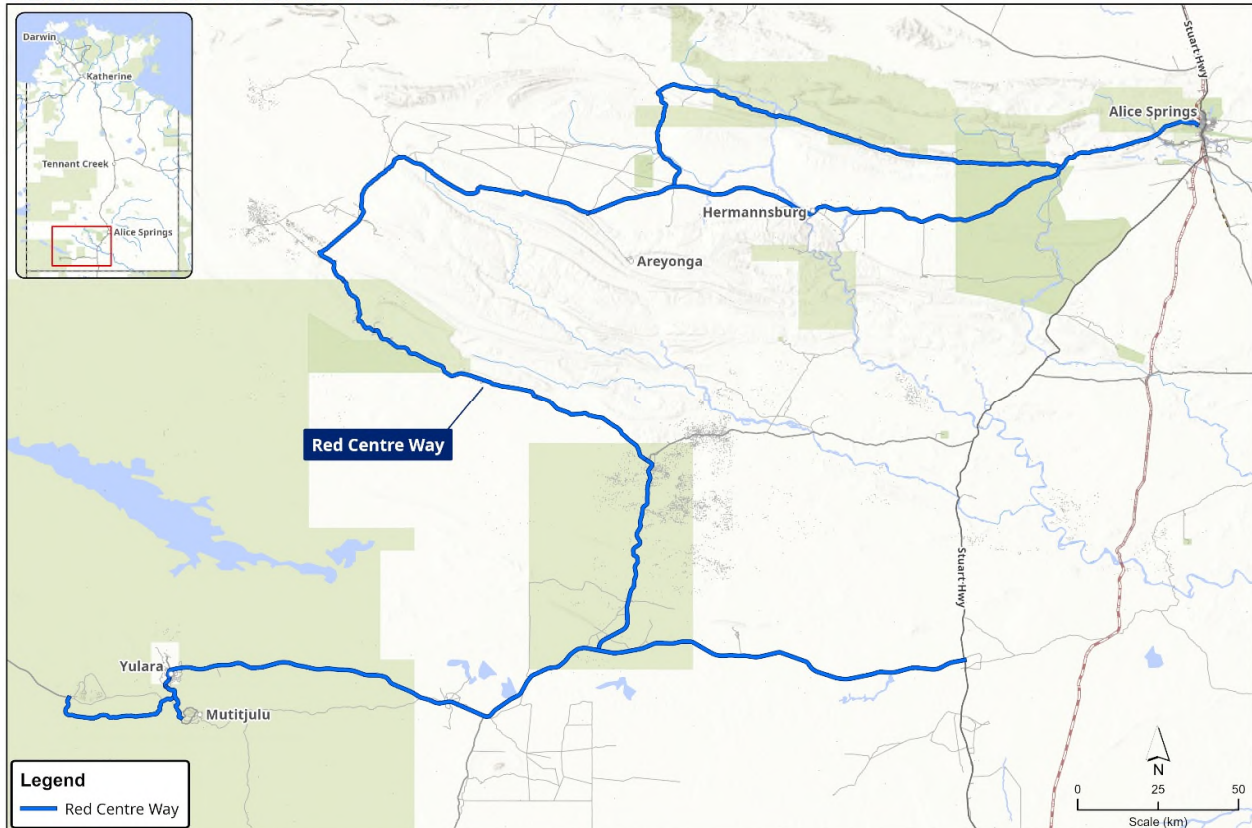 Darwin
Katherine
Tennant Creek
Alice Springs
Stuart Hwy
Alice Springs
Hermannsburg
Areyonga
Red Centre Way
Stuart Hwy
Yulara
Mutitjulu
Legend
Red Centre Way
N
0 25 50
Scale (km)